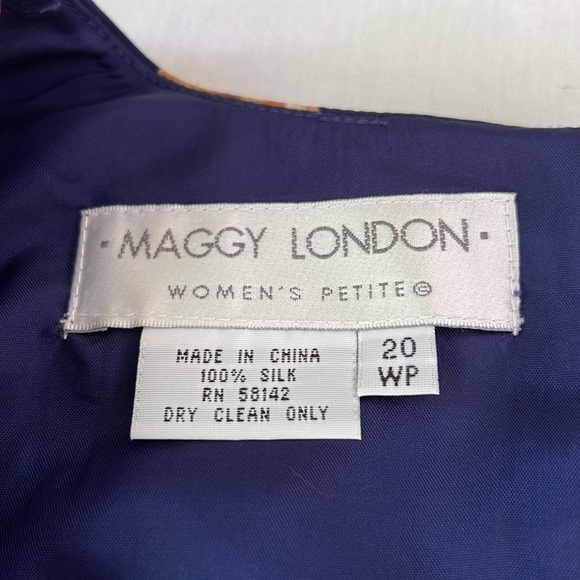 · MAGGY LONDON ·
WOMEN'S PETITE Ⓢ
MADE IN CHINA
100% SILK
RN 58142
DRY CLEAN ONLY
20
WP